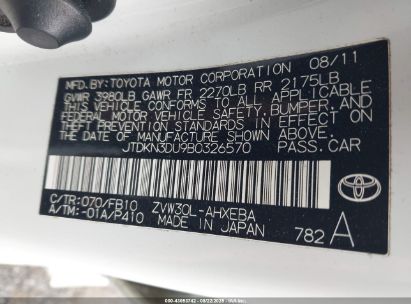 MFD.BY: TOYOTA MOTOR CORPORATION 08/11
GVWR 3980LB GAWR FR 2270LB RR 2175LB
THIS VEHICLE CONFORMS TO ALL APPLICABLE
FEDERAL MOTOR VEHICLE SAFETY, BUMPER, AND
THEFT PREVENTION STANDARDS IN EFFECT ON
THE DATE OF MANUFACTURE SHOWN ABOVE.
JTDKN3DU9B0326570 PASS.CAR
C/TR:070/FB10 ZVW30L-AHXEBA
A/TM:-01A/P410 MADE IN JAPAN
782 A